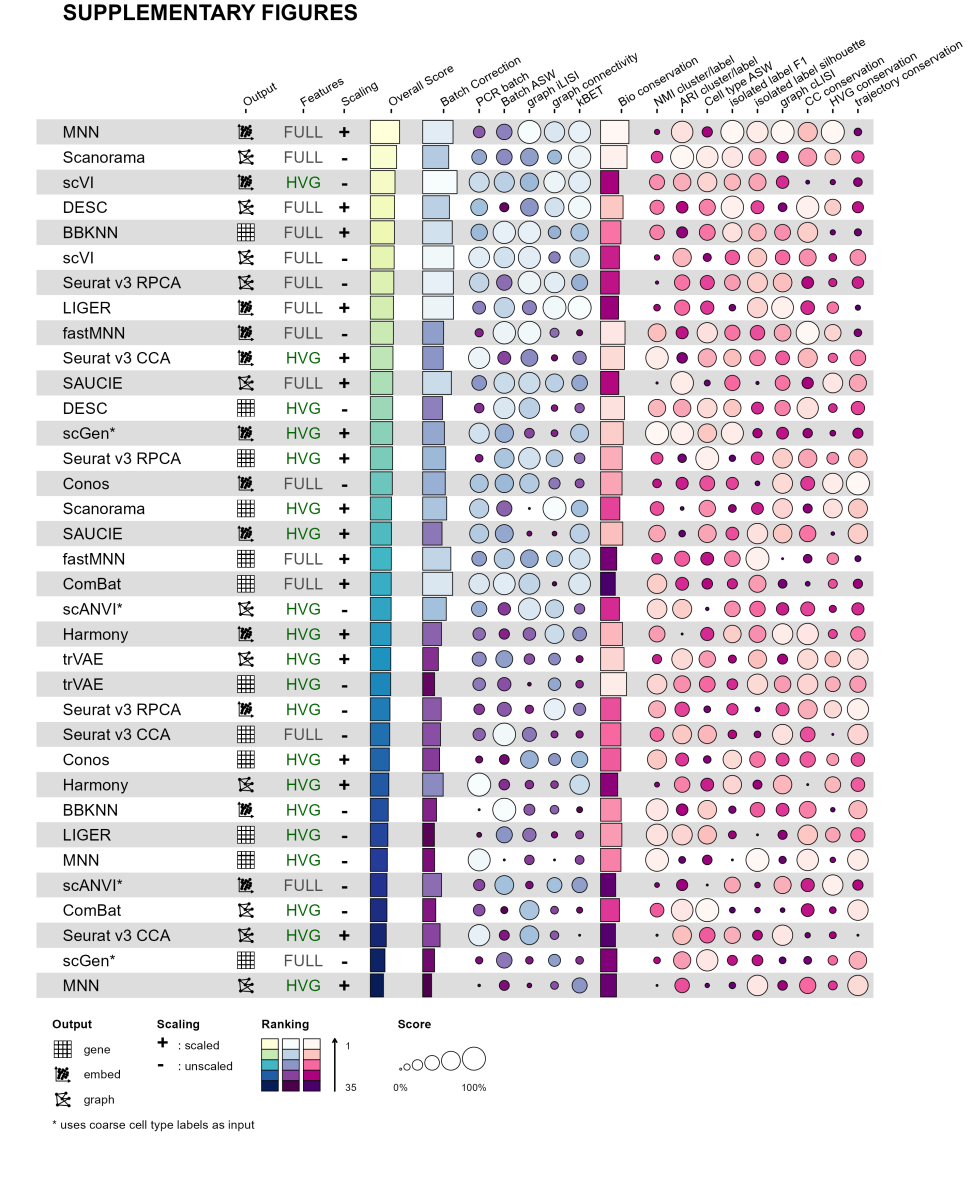 SUPPLEMENTARY FIGURES
Output
Features
Scaling
Overall Score
Batch Correction
PCR batch
Batch ASW
graph iLISI
graph connectivity
kBET
Bio conservation
NMI cluster/label
ARI cluster/label
Cell type ASW
isolated label F1
isolated label silhouette
graph cLISI
CC conservation
HVG conservation
trajectory conservation
MNN FULL +
Scanorama FULL -
scVI HVG -
DESC FULL +
BBKNN FULL +
scVI FULL -
Seurat v3 RPCA FULL -
LIGER FULL +
fastMNN FULL -
Seurat v3 CCA HVG +
SAUCIE FULL +
DESC HVG -
scGen* HVG +
Seurat v3 RPCA HVG +
Conos FULL -
Scanorama HVG +
SAUCIE HVG +
fastMNN FULL +
ComBat FULL +
scANVI* HVG -
Harmony HVG +
trVAE HVG +
trVAE HVG -
Seurat v3 RPCA HVG -
Seurat v3 CCA FULL -
Conos HVG +
Harmony HVG +
BBKNN HVG -
LIGER HVG -
MNN HVG -
scANVI* FULL -
ComBat HVG -
Seurat v3 CCA HVG +
scGen* FULL -
MNN HVG +
Output Scaling Ranking Score
gene + : scaled 1
embed - : unscaled
graph 35 0% 100%
* uses coarse cell type labels as input